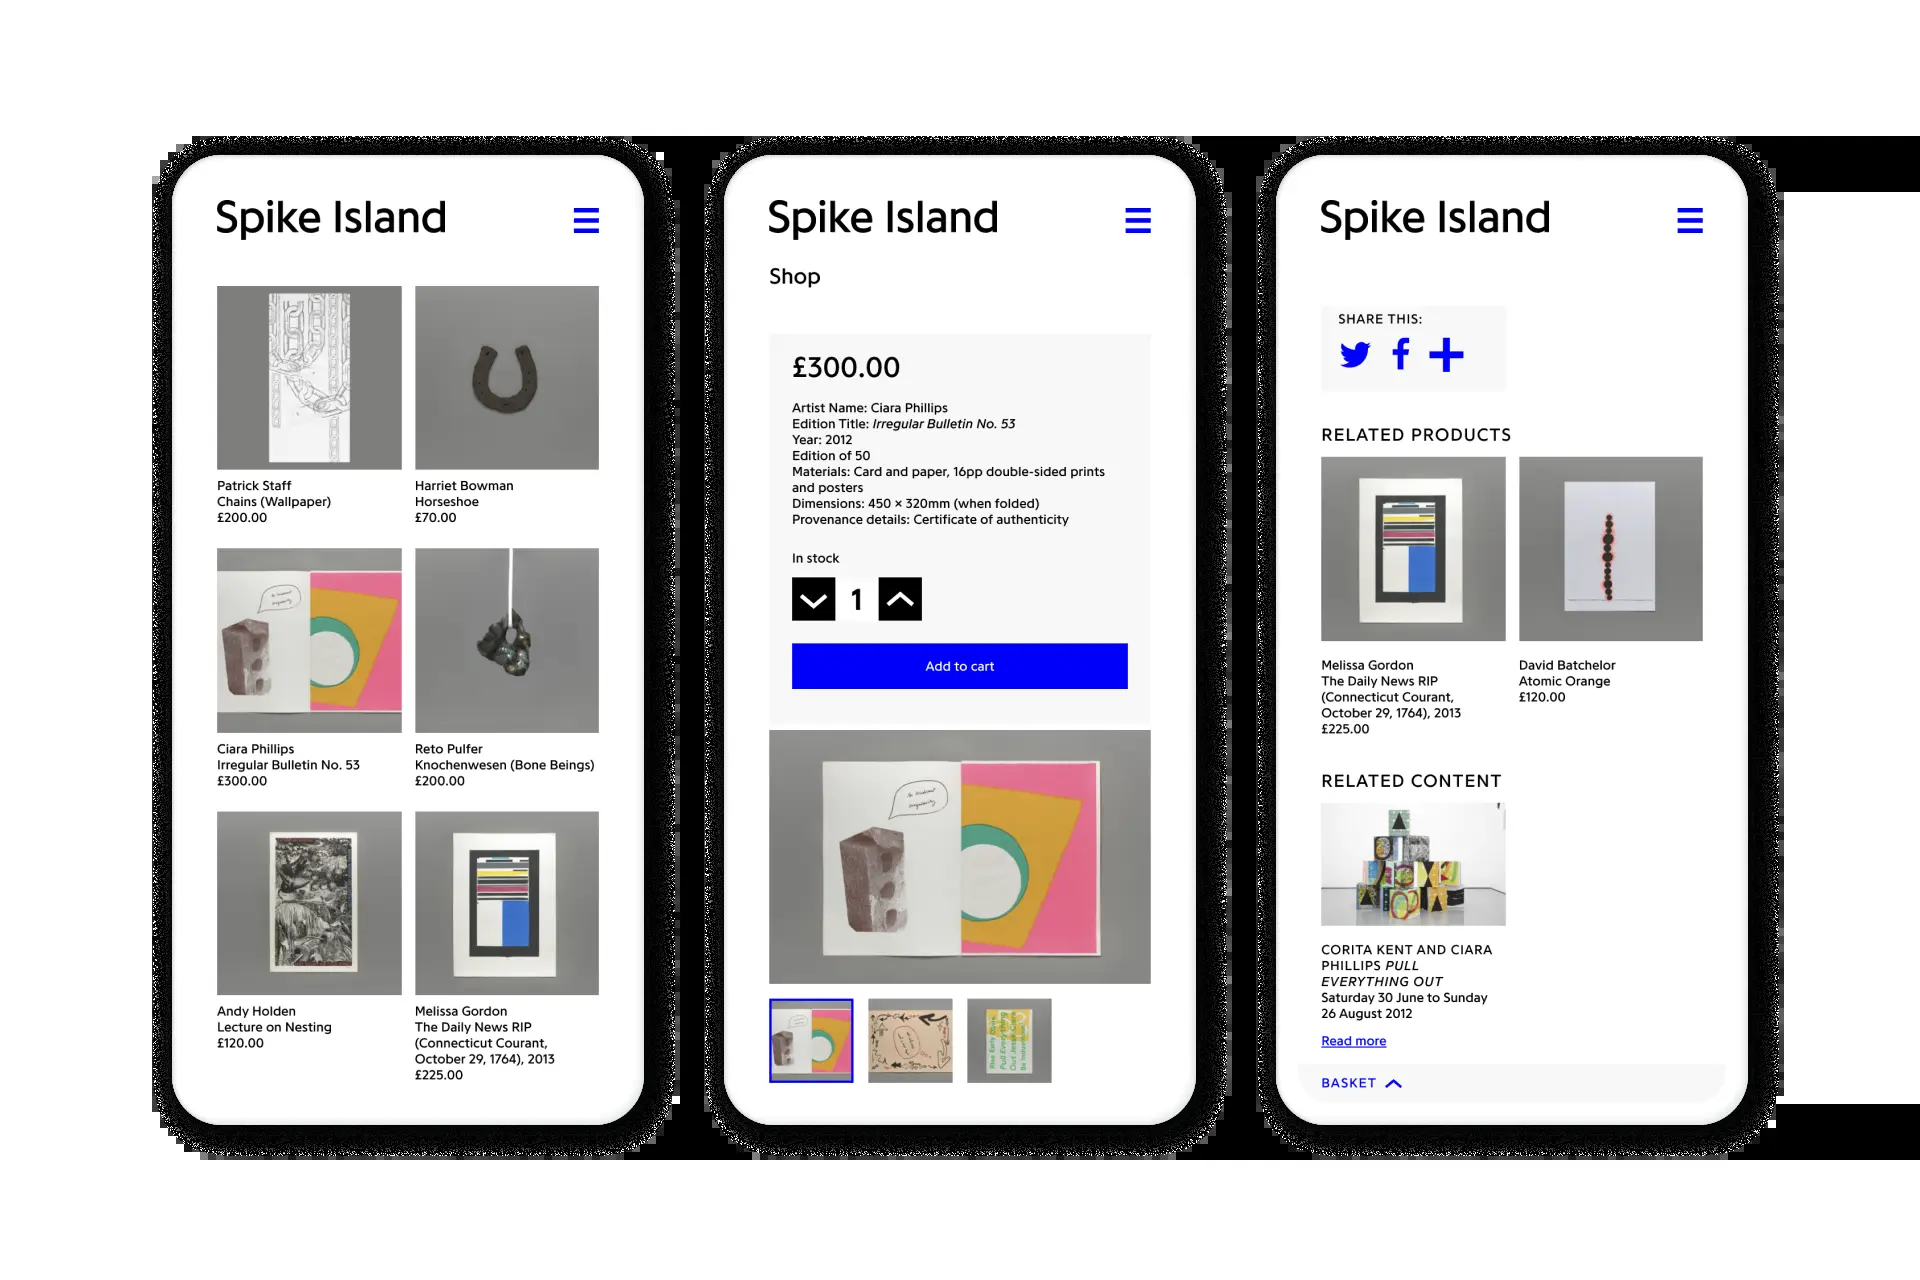 Spike Island
Patrick Staff
Chains (Wallpaper)
£200.00
Harriet Bowman
Horseshoe
£70.00
Ciara Phillips
Irregular Bulletin No. 53
£300.00
Reto Pulfer
Knochenwesen (Bone Beings)
£200.00
Andy Holden
Lecture on Nesting
£120.00
Melissa Gordon
The Daily News RIP
(Connecticut Courant,
October 29, 1764), 2013
£225.00
Spike Island
Shop
£300.00
Artist Name: Ciara Phillips
Edition Title: Irregular Bulletin No. 53
Year: 2012
Edition of 50
Materials: Card and paper, 16pp double-sided prints
and posters
Dimensions: 450 × 320mm (when folded)
Provenance details: Certificate of authenticity
In stock
1
Add to cart
Spike Island
SHARE THIS:
RELATED PRODUCTS
Melissa Gordon
The Daily News RIP
(Connecticut Courant,
October 29, 1764), 2013
£225.00
David Batchelor
Atomic Orange
£120.00
RELATED CONTENT
CORITA KENT AND CIARA
PHILLIPS PULL
EVERYTHING OUT
Saturday 30 June to Sunday
26 August 2012
Read more
BASKET